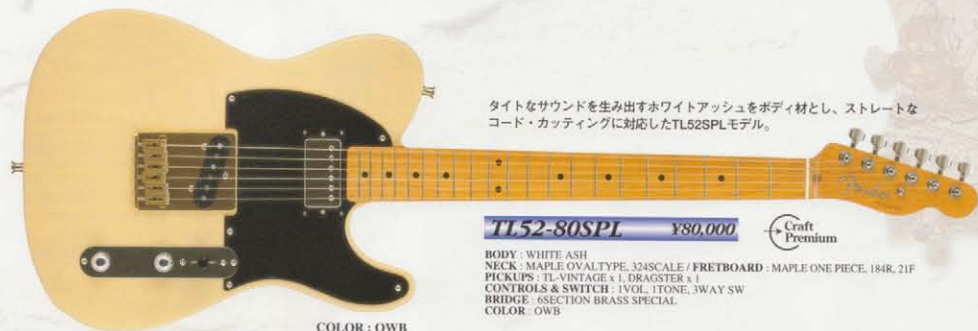 タイトなサウンドを生み出すホワイトアッシュをボディ材とし、ストレートな
コード・カッティングに対応したTL52SPLモデル。
Fender
TL52-80SPL ¥80,000
Craft
Premium
BODY : WHITE ASH
NECK : MAPLE OVALTYPE, 324SCALE / FRETBOARD : MAPLE ONE PIECE, 184R, 21F
PICKUPS : TL-VINTAGE x 1, DRAGSTER x 1
CONTROLS & SWITCH : 1VOL, 1TONE, 3WAY SW
BRIDGE : 6SECTION BRASS SPECIAL
COLOR : OWB
COLOR : OWB